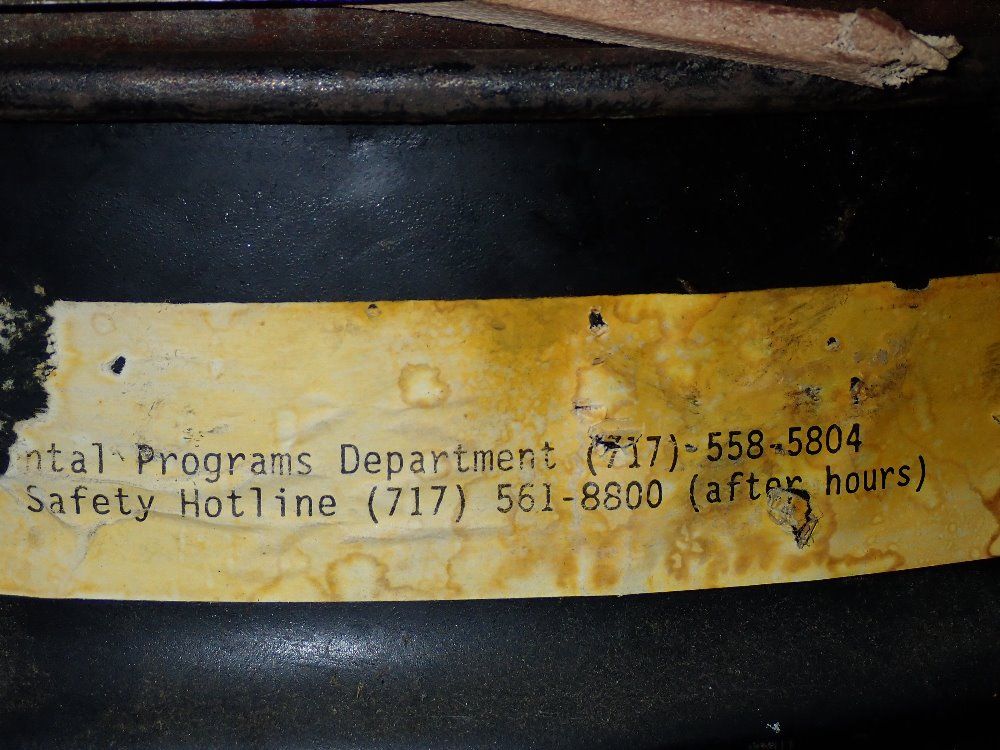 ntal Programs Department (717)-558-5804
Safety Hotline (717) 561-8800 (after hours)